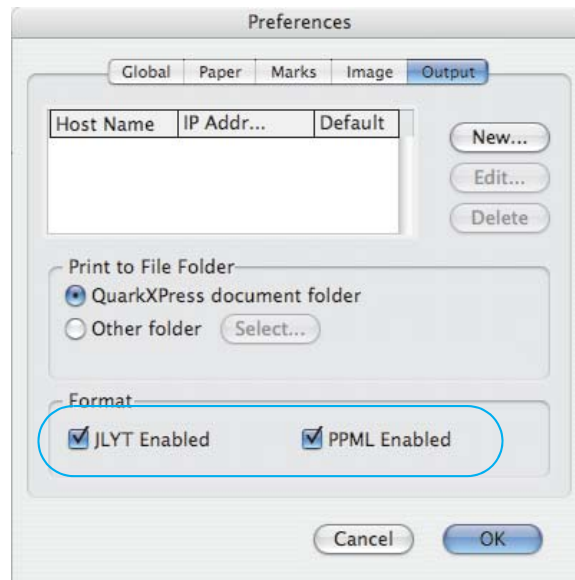 Preferences
Global Paper Marks Image Output
Host Name IP Addr... Default
New...
Edit...
Delete
Print to File Folder
QuarkXPress document folder
Other folder Select...
Format
JLYT Enabled PPML Enabled
Cancel OK